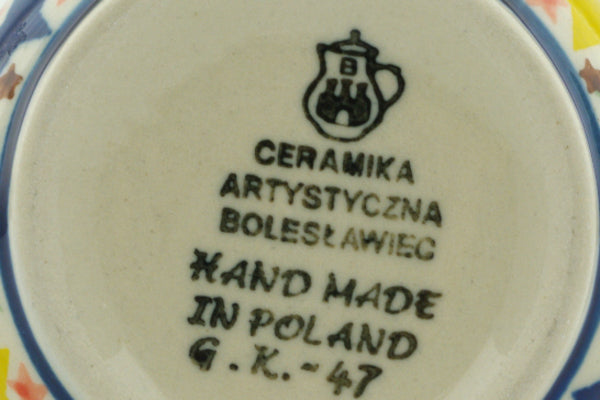 B
CERAMIKA
ARTYSTYCZNA
BOLESŁAWIEC
HAND MADE
IN POLAND
G.K.-47